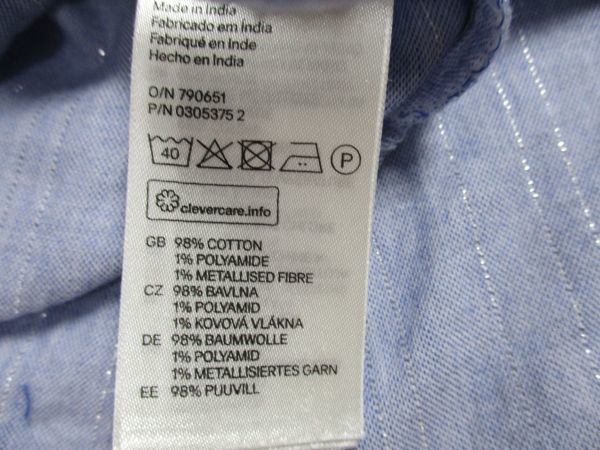 Made in India
Fabricado em Índia
Fabriqué en Inde
Hecho en India
O/N 790651
P/N 0305375 2
40
P
clevercare.info
GB 98% COTTON
1% POLYAMIDE
1% METALLISED FIBRE
CZ 98% BAVLNA
1% POLYAMID
1% KOVOVÁ VLÁKNA
DE 98% BAUMWOLLE
1% POLYAMID
1% METALLISIERTES GARN
EE 98% PUUVILL